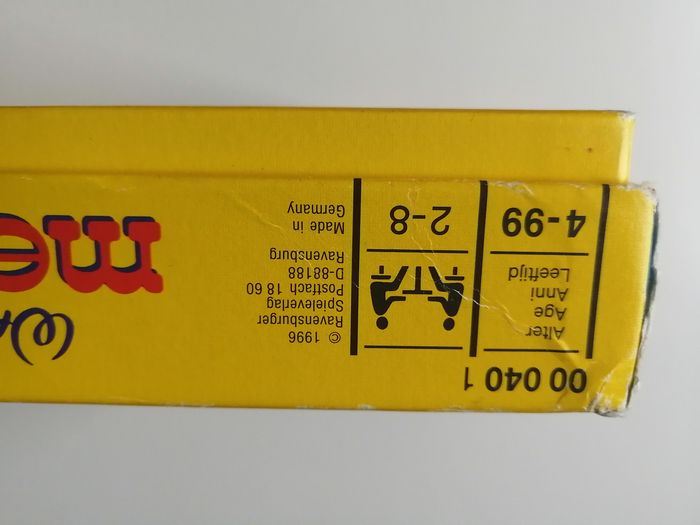 00 040 1
Alter
Age
Anni
Leeftijd
4-99
2-8
© 1996
Ravensburger
Spieleverlag
Postfach 18 60
D-88188
Ravensburg
Made in
Germany
Wa
me